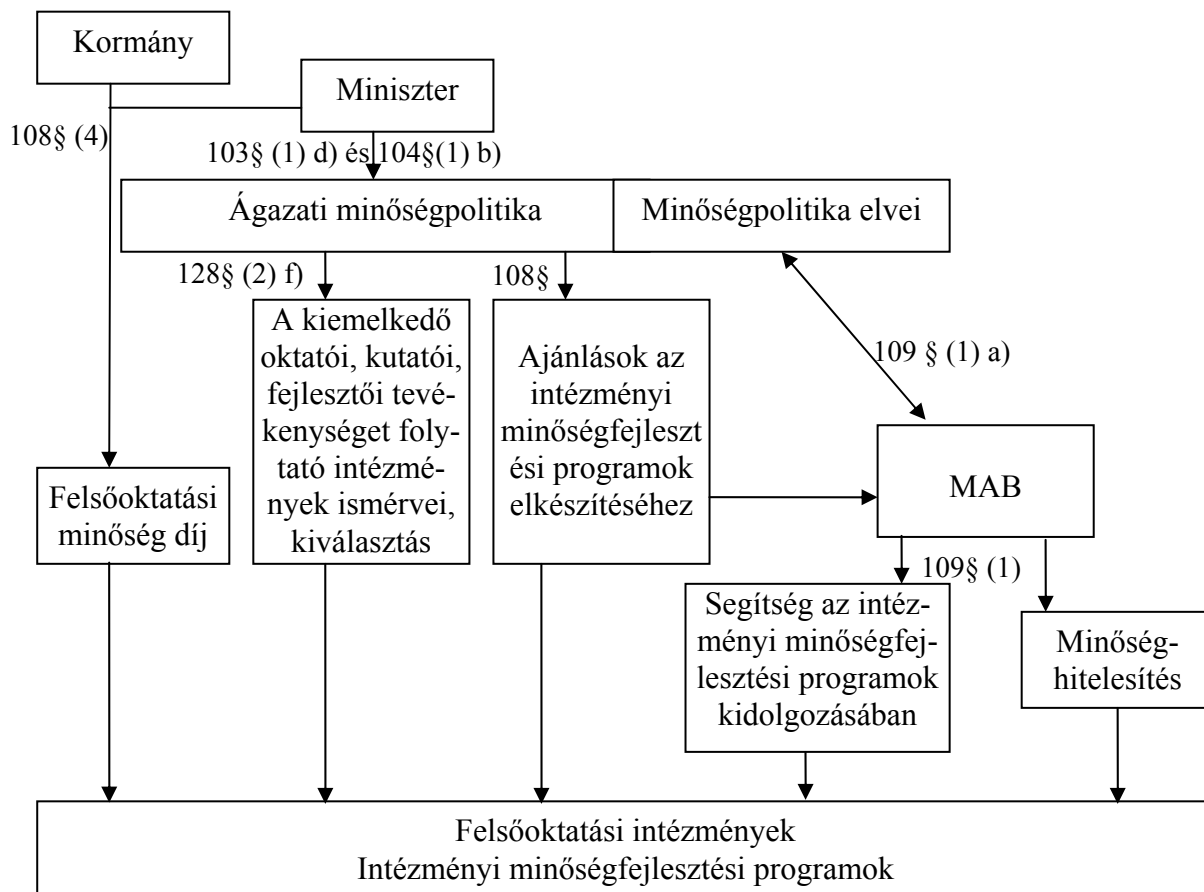 Kormány
Miniszter
108§ (4)
103§ (1) d) és 104§(1) b)
Ágazati minőségpolitika
Minőségpolitika elvei
128§ (2) f)
108§
109 § (1) a)
A kiemelkedő
oktatói, kutatói,
fejlesztői tevé-
kenységet foly-
tató intézmé-
nyek ismérvei,
kiválasztás
Ajánlások az
intézményi
minőségfejleszt
ési programok
elkészítéséhez
MAB
Felsőoktatási
minőség díj
109§ (1)
Segítség az intéz-
ményi minőségfej-
lesztési programok
kidolgozásában
Minőség-
hitelesítés
Felsőoktatási intézmények
Intézményi minőségfejlesztési programok